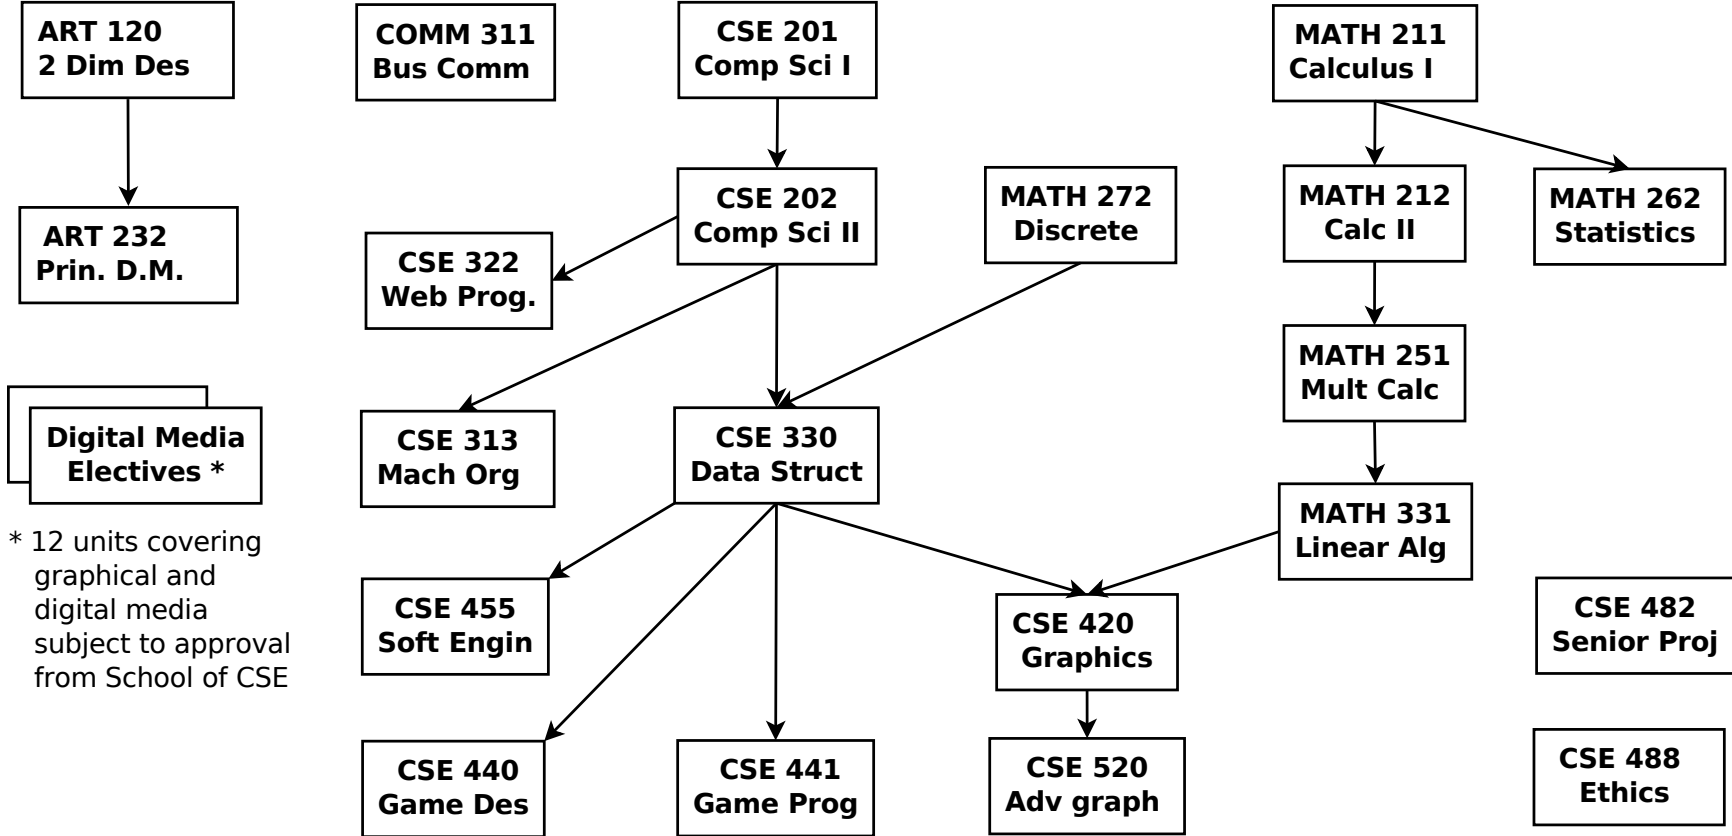 ART 120
2 Dim Des
COMM 311
Bus Comm
CSE 201
Comp Sci I
MATH 211
Calculus I
ART 232
Prin. D.M.
CSE 322
Web Prog.
CSE 202
Comp Sci II
MATH 272
Discrete
MATH 212
Calc II
MATH 262
Statistics
MATH 251
Mult Calc
Digital Media
Electives *
* 12 units covering
graphical and
digital media
subject to approval
from School of CSE
CSE 313
Mach Org
CSE 330
Data Struct
MATH 331
Linear Alg
CSE 455
Soft Engin
CSE 420
Graphics
CSE 482
Senior Proj
CSE 440
Game Des
CSE 441
Game Prog
CSE 520
Adv graph
CSE 488
Ethics